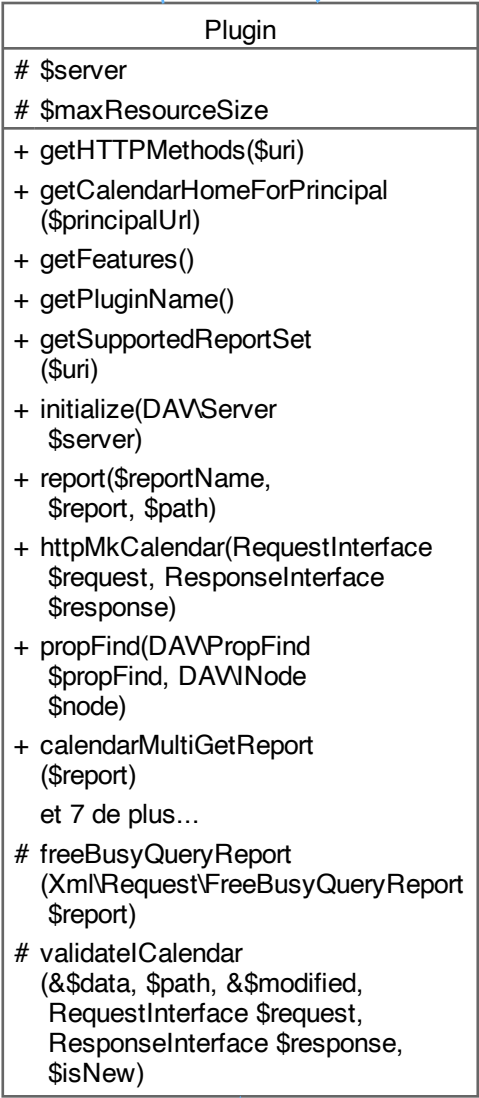 Plugin
# $server
# $maxResourceSize
+ getHTTPMethods($uri)
+ getCalendarHomeForPrincipal
($principalUrl)
+ getFeatures()
+ getPluginName()
+ getSupportedReportSet
($uri)
+ initialize(DAV\Server
$server)
+ report($reportName,
$report, $path)
+ httpMkCalendar(RequestInterface
$request, ResponseInterface
$response)
+ propFind(DAV\PropFind
$propFind, DAV\INode
$node)
+ calendarMultiGetReport
($report)
et 7 de plus...
# freeBusyQueryReport
(Xml\Request\FreeBusyQueryReport
$report)
# validateICalendar
(&$data, $path, &$modified,
RequestInterface $request,
ResponseInterface $response,
$isNew)